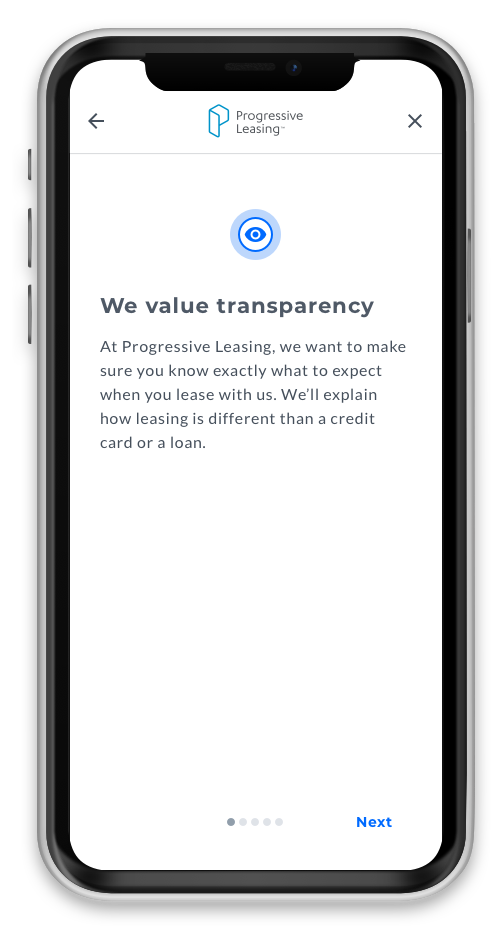 Progressive
Leasing™
We value transparency
At Progressive Leasing, we want to make
sure you know exactly what to expect
when you lease with us. We’ll explain
how leasing is different than a credit
card or a loan.
Next